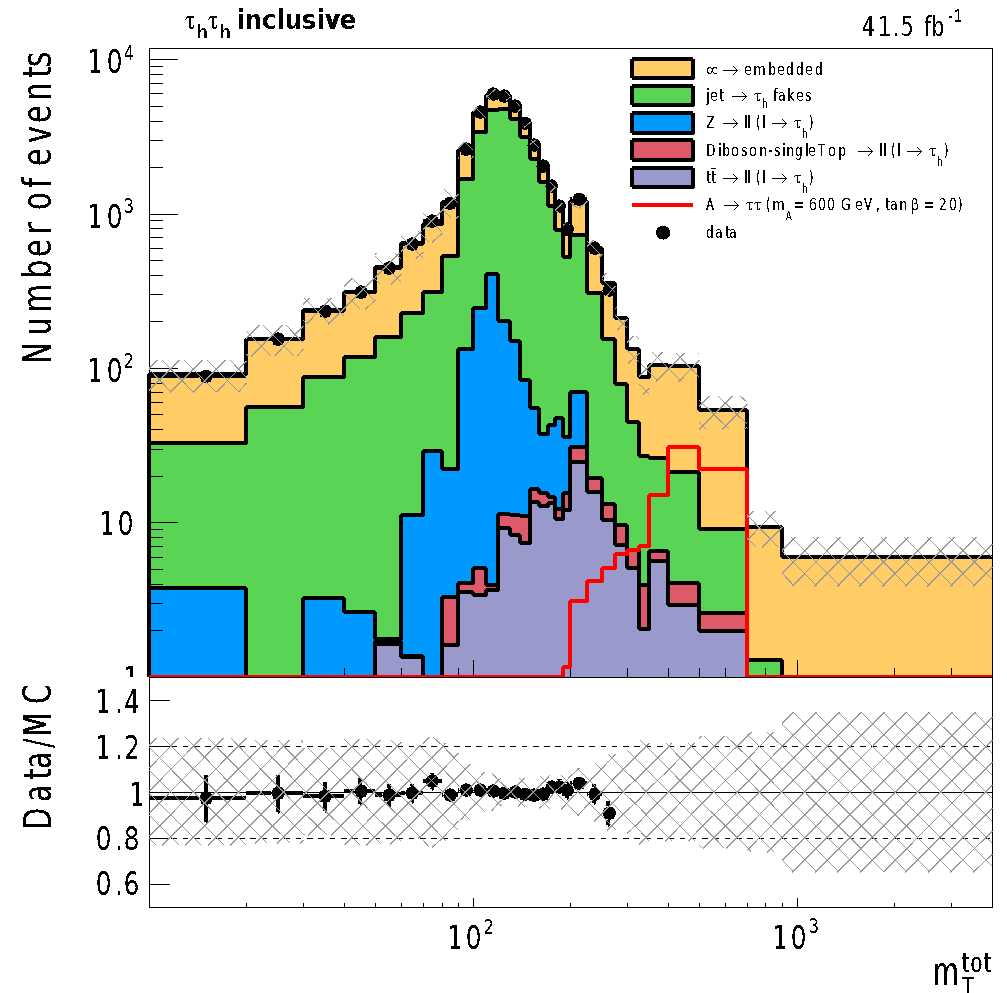 τhτh inclusive
41.5 fb-1
Number of events
10^4
10^3
10^2
10
1
∝ → embedded
jet → τh fakes
Z → ll (l → τh)
Diboson-singleTop → ll (l → τh)
tt̄ → ll (l → τh)
A → ττ (mA = 600 GeV, tanβ = 20)
data
Data/MC
1.4
1.2
1
0.8
0.6
10^2
10^3
mT^tot